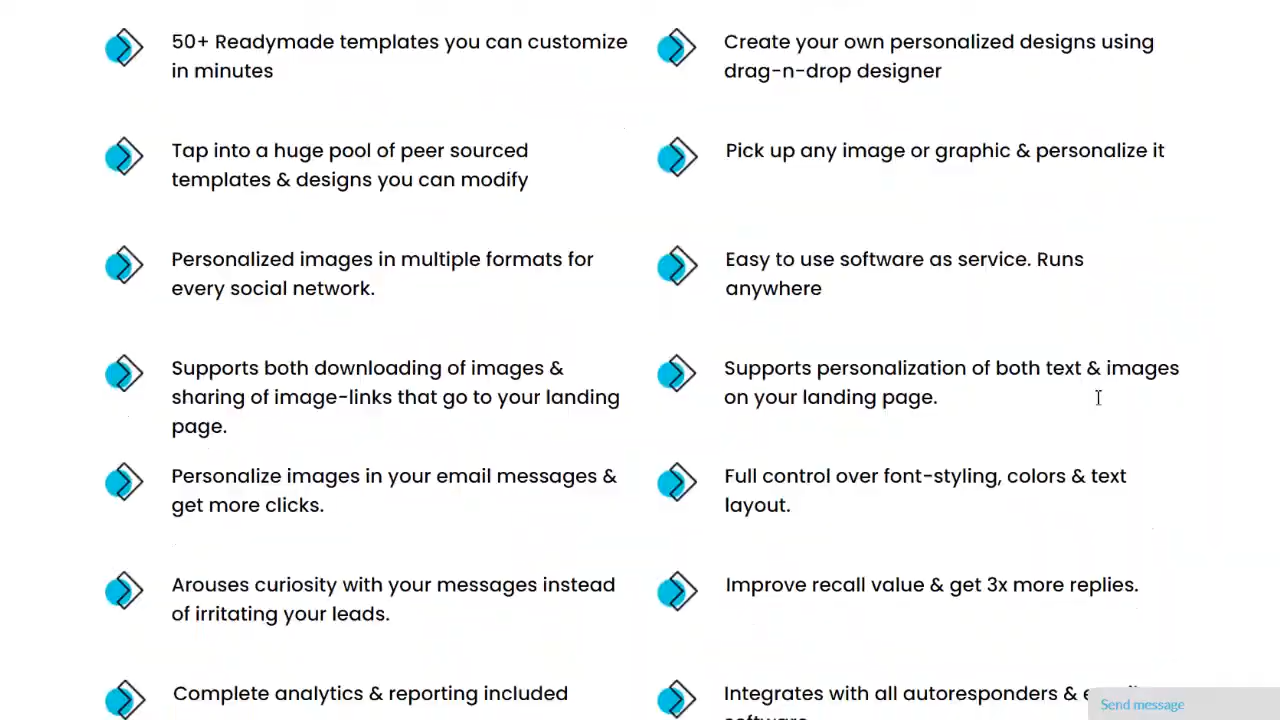 50+ Readymade templates you can customize
in minutes
Create your own personalized designs using
drag-n-drop designer
Tap into a huge pool of peer sourced
templates & designs you can modify
Pick up any image or graphic & personalize it
Personalized images in multiple formats for
every social network.
Easy to use software as service. Runs
anywhere
Supports both downloading of images &
sharing of image-links that go to your landing
page.
Supports personalization of both text & images
on your landing page.
Personalize images in your email messages &
get more clicks.
Full control over font-styling, colors & text
layout.
Arouses curiosity with your messages instead
of irritating your leads.
Improve recall value & get 3x more replies.
Complete analytics & reporting included
Integrates with all autoresponders &
Send message